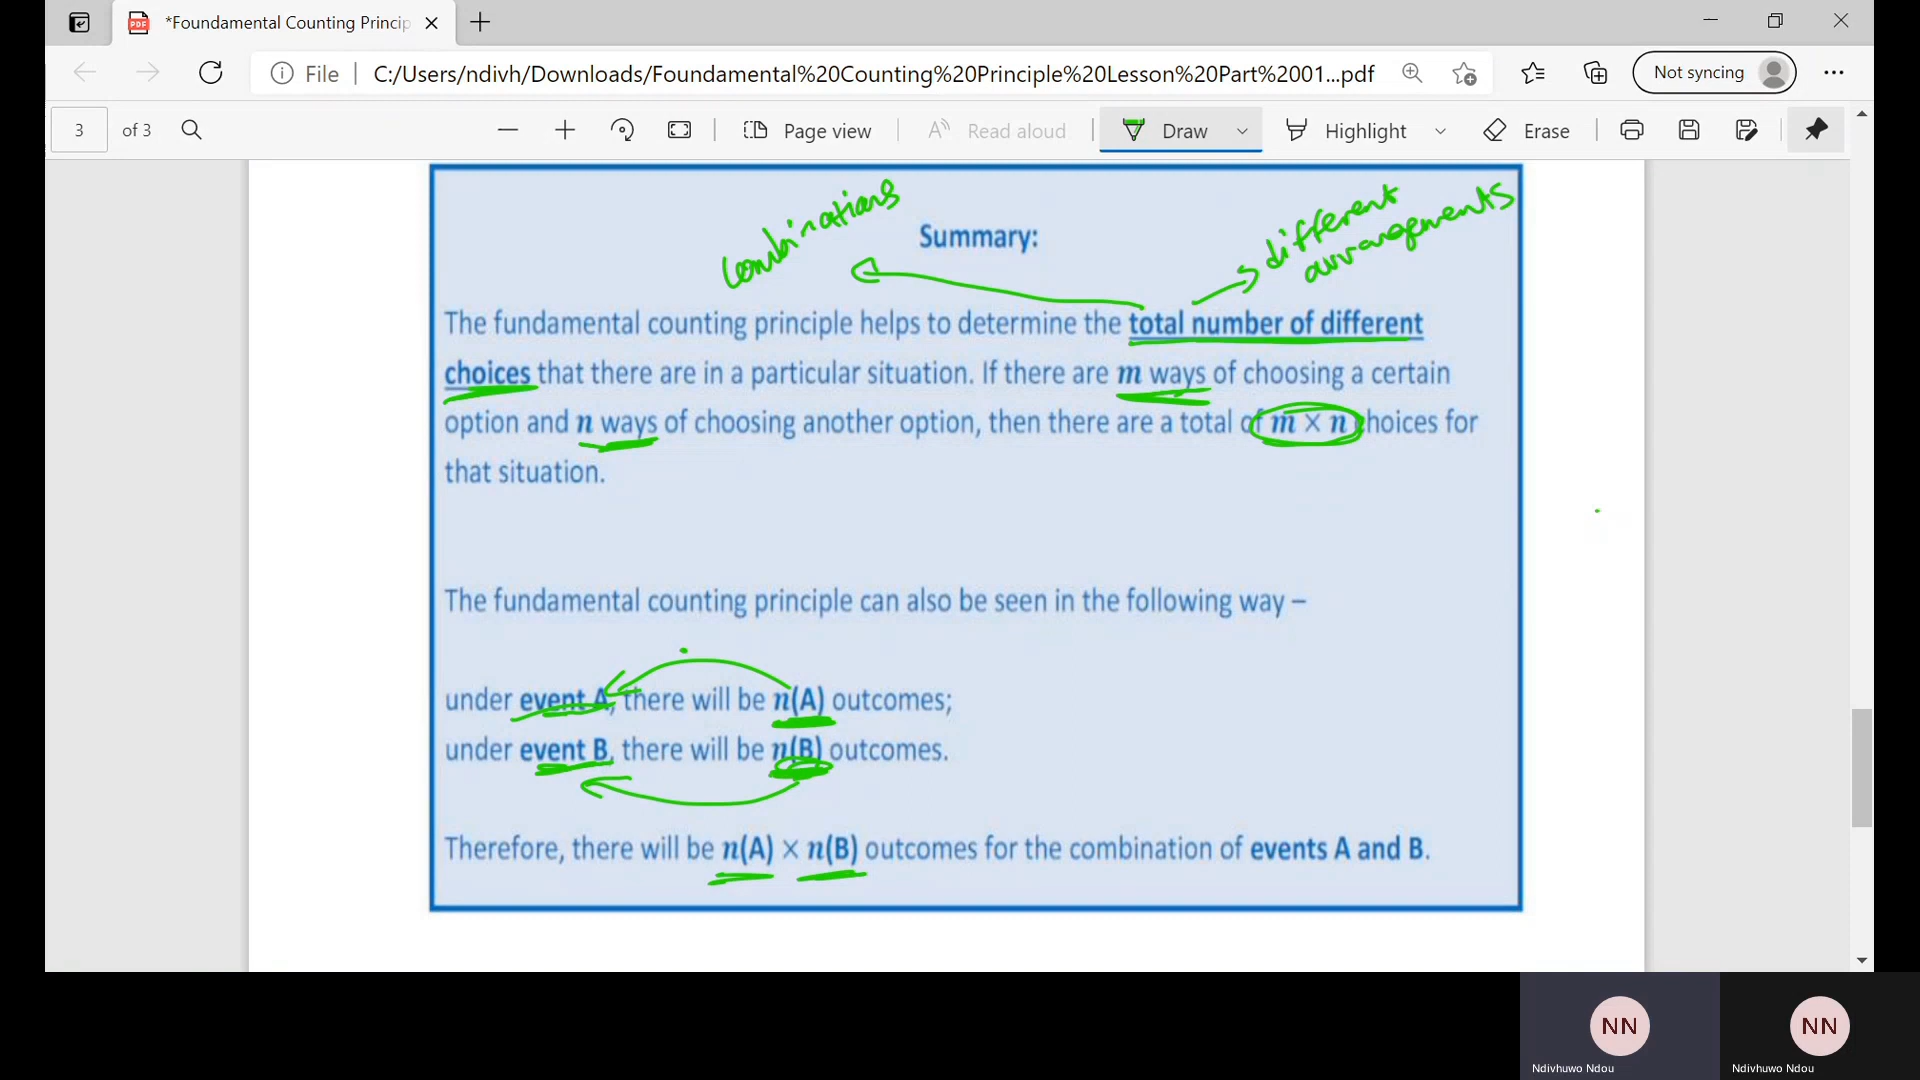 *Foundamental Counting Princip
File
C:/Users/ndivh/Downloads/Foundamental%20Counting%20Principle%20Lesson%20Part%2001...pdf
Not syncing
3 of 3
Page view
Read aloud
Draw
Highlight
Erase
combinations
different
arrangements
Summary:
The fundamental counting principle helps to determine the total number of different
choices that there are in a particular situation. If there are m ways of choosing a certain
option and n ways of choosing another option, then there are a total of m × n choices for
that situation.
The fundamental counting principle can also be seen in the following way –
under event A, there will be n(A) outcomes;
under event B, there will be n(B) outcomes.
Therefore, there will be n(A) × n(B) outcomes for the combination of events A and B.
NN
NN
Ndivhuwo Ndou
Ndivhuwo Ndou